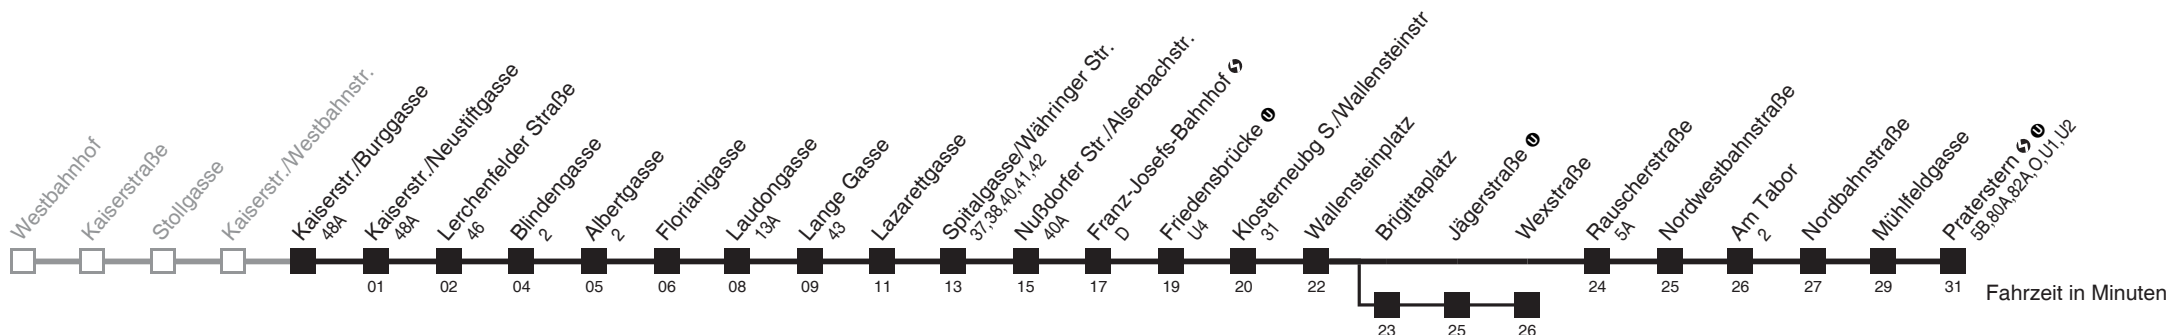 Westbahnhof
Kaiserstraße
Stollgasse
Kaiserstr./Westbahnstr.
Kaiserstr./Burggasse
48A
Kaiserstr./Neustiftgasse
48A
Lerchenfelder Straße
46
Blindengasse
2
Albertgasse
2
Florianigasse
Laudongasse
13A
Lange Gasse
43
Lazarettgasse
Spitalgasse/Währinger Str.
37,38,40,41,42
Nußdorfer Str./Alserbachstr.
40A
Franz-Josefs-Bahnhof S
D
Friedensbrücke U
U4
Klosterneubg S./Wallensteinstr
31
Wallensteinplatz
Brigittaplatz
Jägerstraße U
Wexstraße
Rauscherstraße
5A
Nordwestbahnstraße
Am Tabor
2
Nordbahnstraße
Mühlfeldgasse
Praterstern S U
5B,80A,82A,O,U1,U2
01 02 04 05 06 08 09 11 13 15 17 19 20 22 24 25 26 27 29 31
Fahrzeit in Minuten
23 25 26